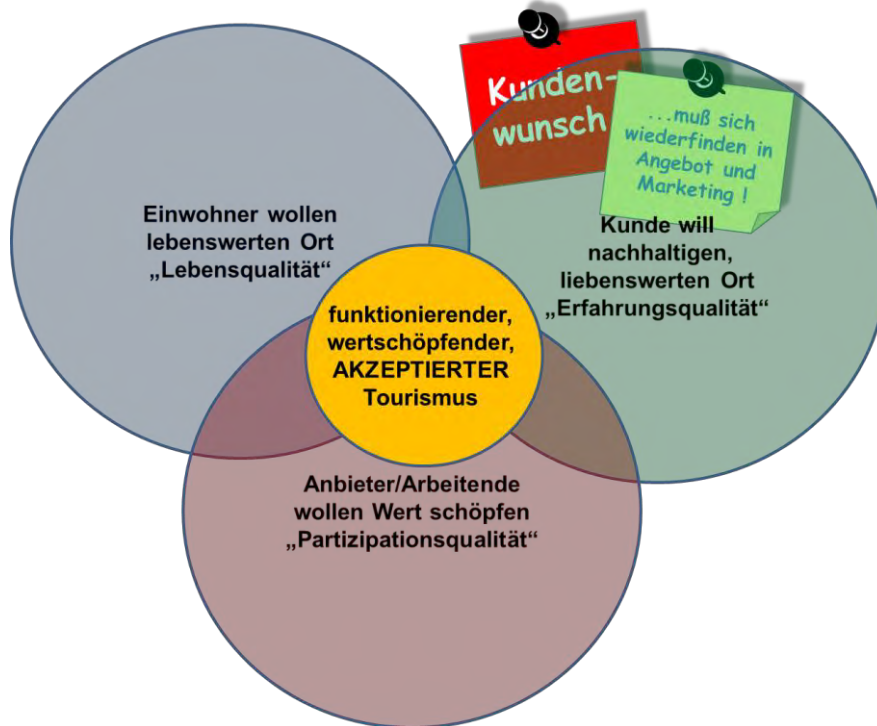 Kunden-
wunsch
...muß sich
wiederfinden in
Angebot und
Marketing !
Einwohner wollen
lebenswerten Ort
„Lebensqualität“
Kunde will
nachhaltigen,
liebenswerten Ort
„Erfahrungsqualität“
funktionierender,
wertschöpfender,
AKZEPTIERTER
Tourismus
Anbieter/Arbeitende
wollen Wert schöpfen
„Partizipationsqualität“